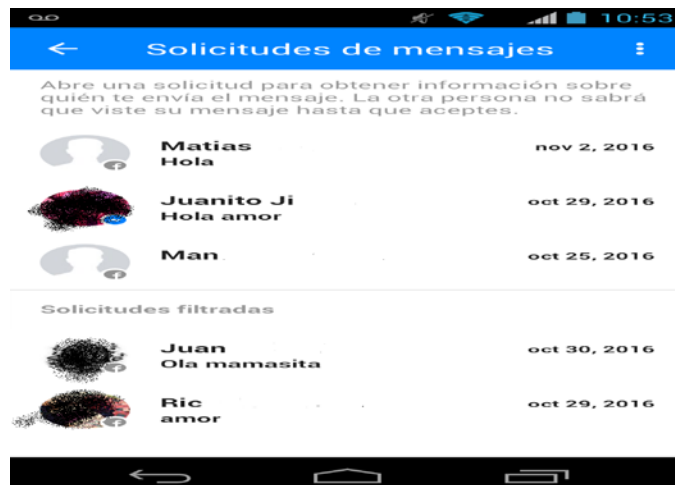 10:53
Solicitudes de mensajes
Abre una solicitud para obtener información sobre
quién te envía el mensaje. La otra persona no sabrá
que viste su mensaje hasta que aceptes.
Matias
nov 2, 2016
Hola
Juanito Ji
oct 29, 2016
Hola amor
Man
oct 25, 2016
Solicitudes filtradas
Juan
oct 30, 2016
Ola mamasita
Ric
oct 29, 2016
amor